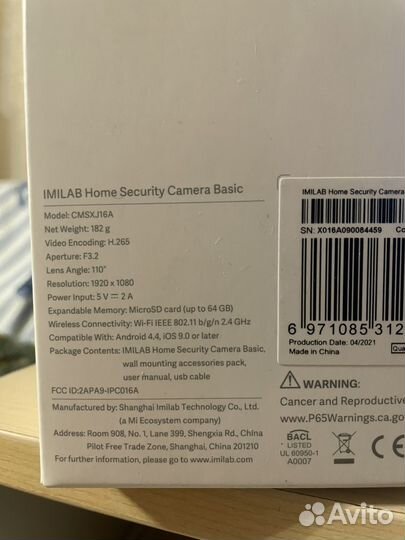 IMILAB Home Security Camera Basic
Model: CMSXJ16A
Net Weight: 182 g
Video Encoding: H.265
Aperture: F3.2
Lens Angle: 110°
Resolution: 1920 x 1080
Power Input: 5 V ⎓ 2 A
Expandable Memory: MicroSD card (up to 64 GB)
Wireless Connectivity: Wi-Fi IEEE 802.11 b/g/n 2.4 GHz
Compatible With: Android 4.4, iOS 9.0 or later
Package Contents: IMILAB Home Security Camera Basic,
wall mounting accessories pack,
user manual, usb cable
FCC ID:2APA9-IPC016A
Manufactured by: Shanghai Imilab Technology Co., Ltd.
(a Mi Ecosystem company)
Address: Room 908, No. 1, Lane 399, Shengxia Rd., China
Pilot Free Trade Zone, Shanghai, China 201210
For further information, please go to www.imilab.com
IMILAB Home Security Camera
SN: X016A090084459 Co
6 971085 312
Production Date: 04/2021
Made in China
Qua
⚠ WARNING:
Cancer and Reproductive
www.P65Warnings.ca.gov
BACL
LISTED
UL 60950-1
A0007
Avito